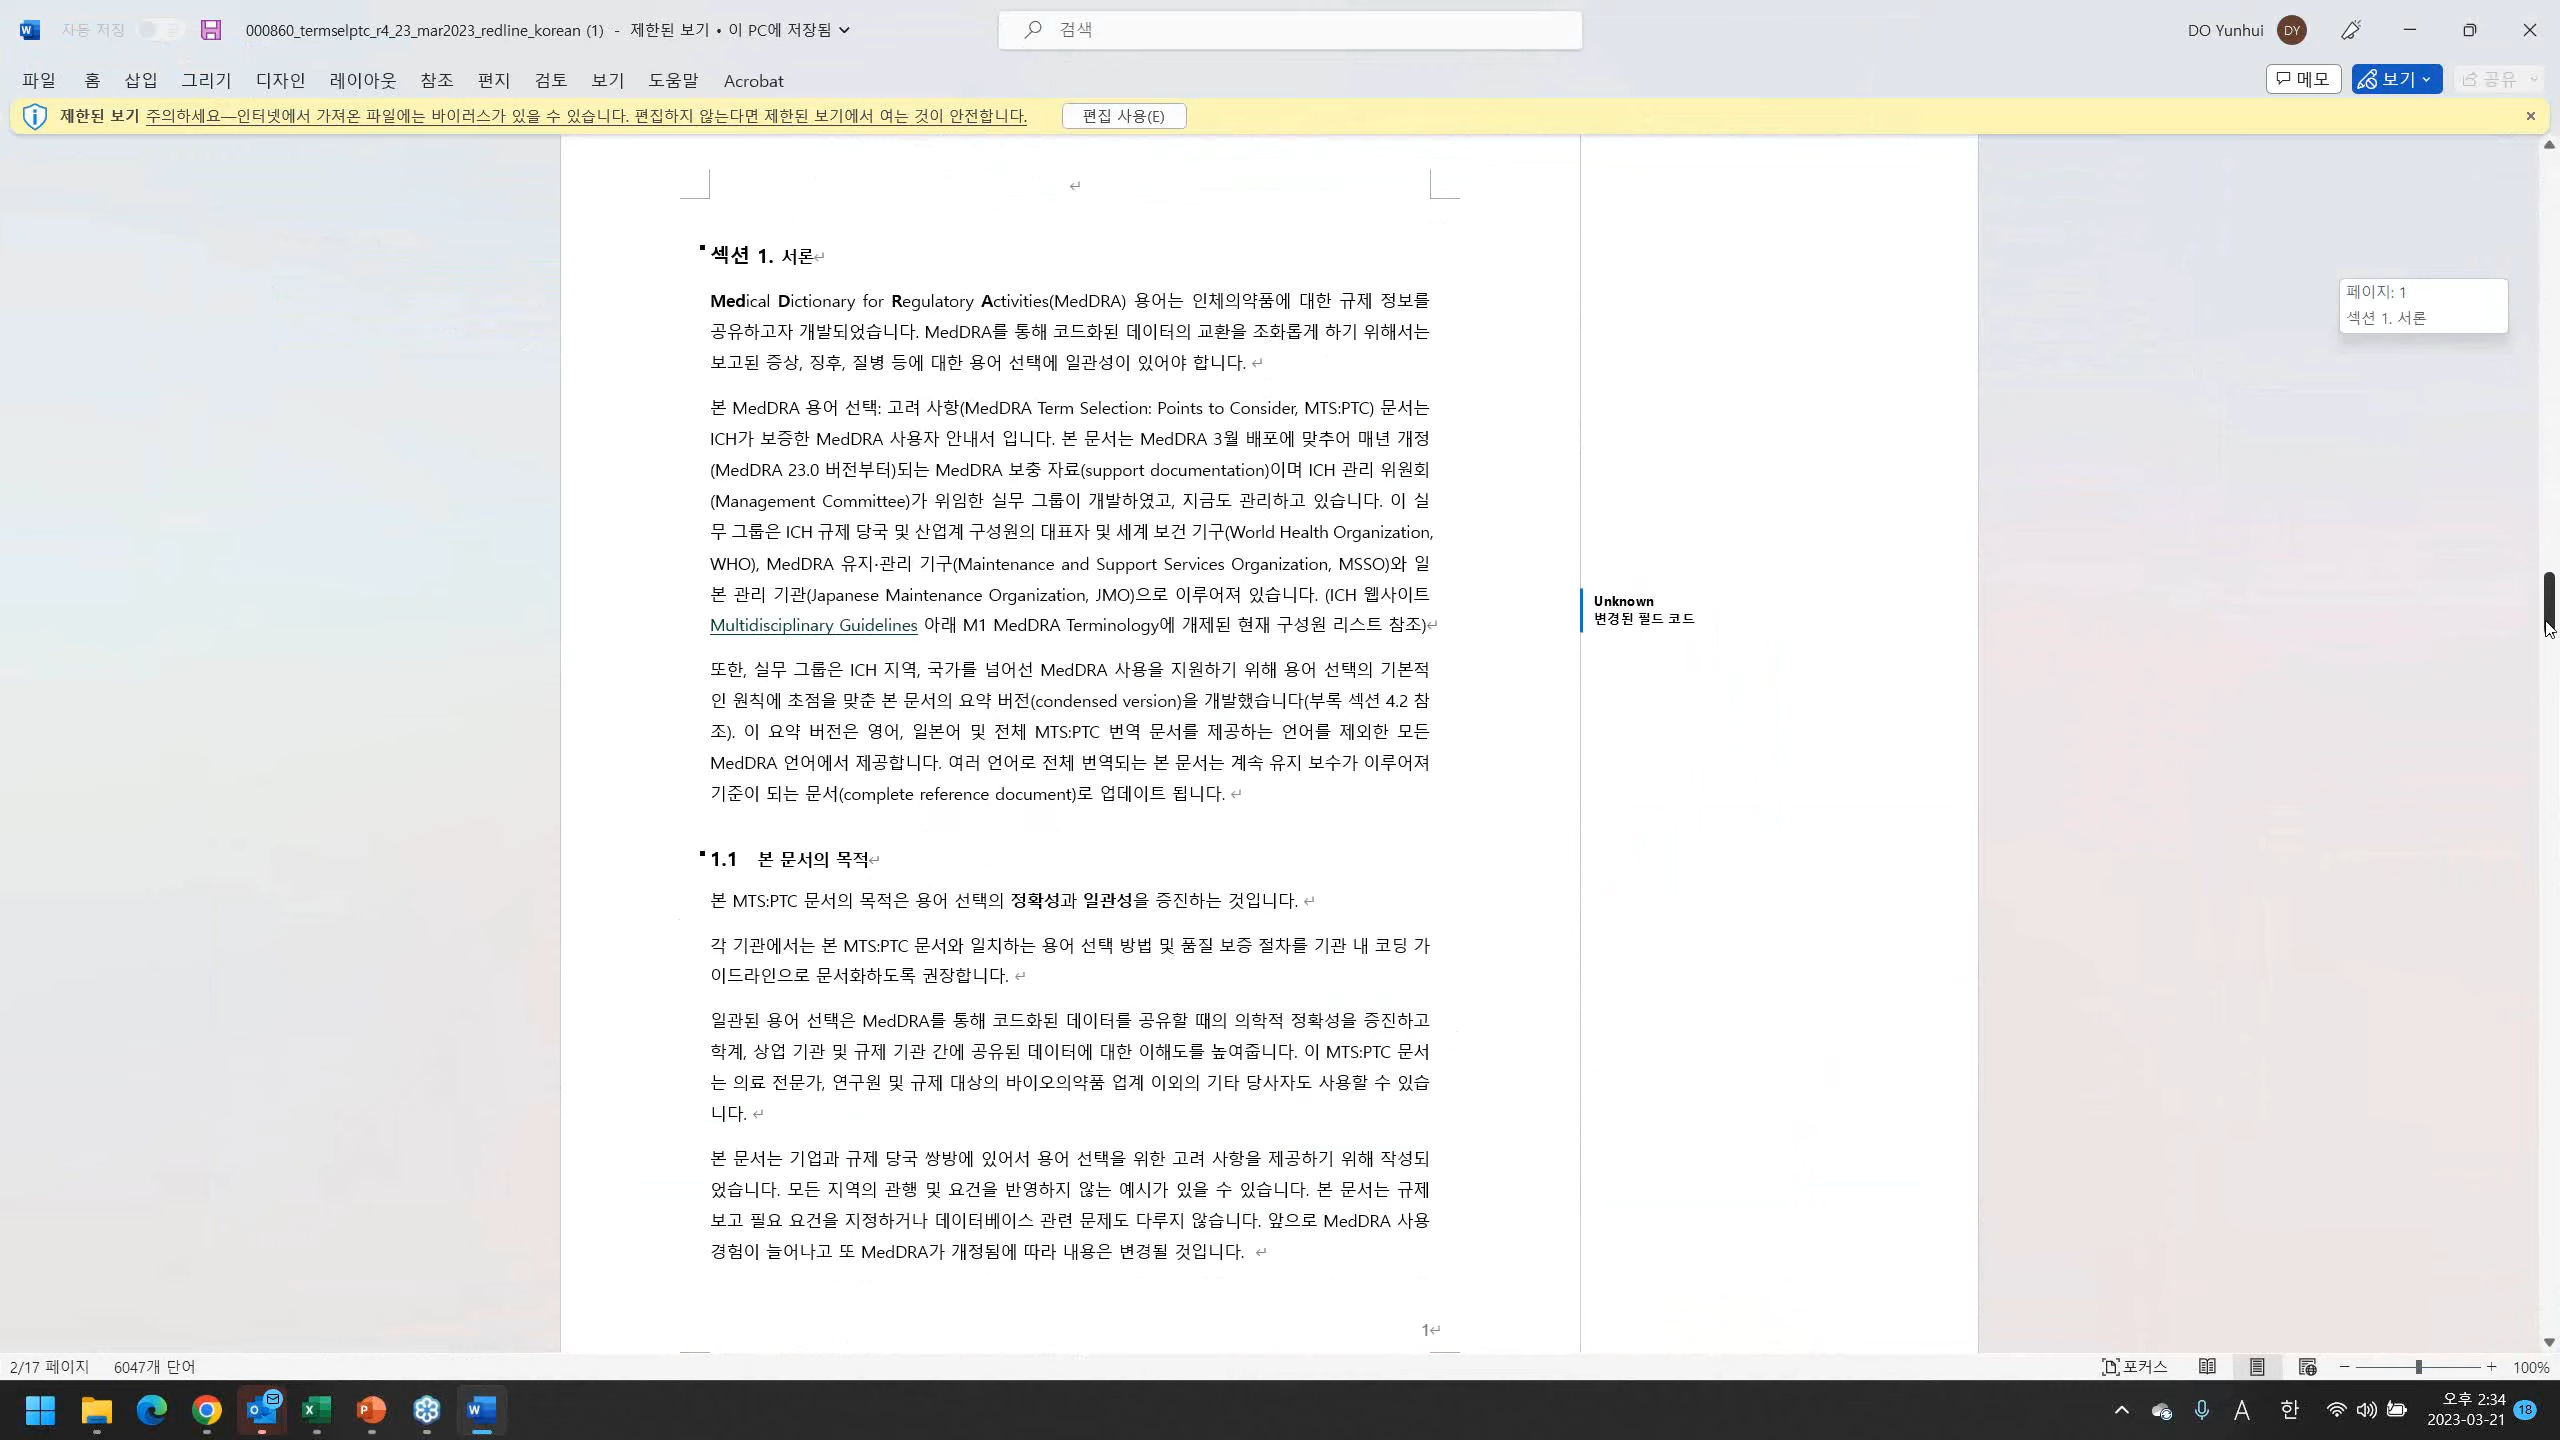 자동 저장
000860_termselptc_r4_23_mar2023_redline_korean (1) - 제한된 보기 • 이 PC에 저장됨
검색
DO Yunhui
DY
파일 홈 삽입 그리기 디자인 레이아웃 참조 편지 검토 보기 도움말 Acrobat
메모
보기
공유
제한된 보기 주의하세요—인터넷에서 가져온 파일에는 바이러스가 있을 수 있습니다. 편집하지 않는다면 제한된 보기에서 여는 것이 안전합니다.
편집 사용(E)
섹션 1. 서론
Medical Dictionary for Regulatory Activities(MedDRA) 용어는 인체의약품에 대한 규제 정보를
공유하고자 개발되었습니다. MedDRA를 통해 코드화된 데이터의 교환을 조화롭게 하기 위해서는
보고된 증상, 징후, 질병 등에 대한 용어 선택에 일관성이 있어야 합니다.
본 MedDRA 용어 선택: 고려 사항(MedDRA Term Selection: Points to Consider, MTS:PTC) 문서는
ICH가 보증한 MedDRA 사용자 안내서 입니다. 본 문서는 MedDRA 3월 배포에 맞추어 매년 개정
(MedDRA 23.0 버전부터)되는 MedDRA 보충 자료(support documentation)이며 ICH 관리 위원회
(Management Committee)가 위임한 실무 그룹이 개발하였고, 지금도 관리하고 있습니다. 이 실
무 그룹은 ICH 규제 당국 및 산업계 구성원의 대표자 및 세계 보건 기구(World Health Organization,
WHO), MedDRA 유지·관리 기구(Maintenance and Support Services Organization, MSSO)와 일
본 관리 기관(Japanese Maintenance Organization, JMO)으로 이루어져 있습니다. (ICH 웹사이트
Multidisciplinary Guidelines 아래 M1 MedDRA Terminology에 개제된 현재 구성원 리스트 참조)
또한, 실무 그룹은 ICH 지역, 국가를 넘어선 MedDRA 사용을 지원하기 위해 용어 선택의 기본적
인 원칙에 초점을 맞춘 본 문서의 요약 버전(condensed version)을 개발했습니다(부록 섹션 4.2 참
조). 이 요약 버전은 영어, 일본어 및 전체 MTS:PTC 번역 문서를 제공하는 언어를 제외한 모든
MedDRA 언어에서 제공합니다. 여러 언어로 전체 번역되는 본 문서는 계속 유지 보수가 이루어져
기준이 되는 문서(complete reference document)로 업데이트 됩니다.
1.1 본 문서의 목적
본 MTS:PTC 문서의 목적은 용어 선택의 정확성과 일관성을 증진하는 것입니다.
각 기관에서는 본 MTS:PTC 문서와 일치하는 용어 선택 방법 및 품질 보증 절차를 기관 내 코딩 가
이드라인으로 문서화하도록 권장합니다.
일관된 용어 선택은 MedDRA를 통해 코드화된 데이터를 공유할 때의 의학적 정확성을 증진하고
학계, 상업 기관 및 규제 기관 간에 공유된 데이터에 대한 이해도를 높여줍니다. 이 MTS:PTC 문서
는 의료 전문가, 연구원 및 규제 대상의 바이오의약품 업계 이외의 기타 당사자도 사용할 수 있습
니다.
본 문서는 기업과 규제 당국 쌍방에 있어서 용어 선택을 위한 고려 사항을 제공하기 위해 작성되
었습니다. 모든 지역의 관행 및 요건을 반영하지 않는 예시가 있을 수 있습니다. 본 문서는 규제
보고 필요 요건을 지정하거나 데이터베이스 관련 문제도 다루지 않습니다. 앞으로 MedDRA 사용
경험이 늘어나고 또 MedDRA가 개정됨에 따라 내용은 변경될 것입니다.
1
Unknown
변경된 필드 코드
페이지: 1
섹션 1. 서론
2/17 페이지 6047개 단어
포커스
100%
A 한
오후 2:34
2023-03-21
18